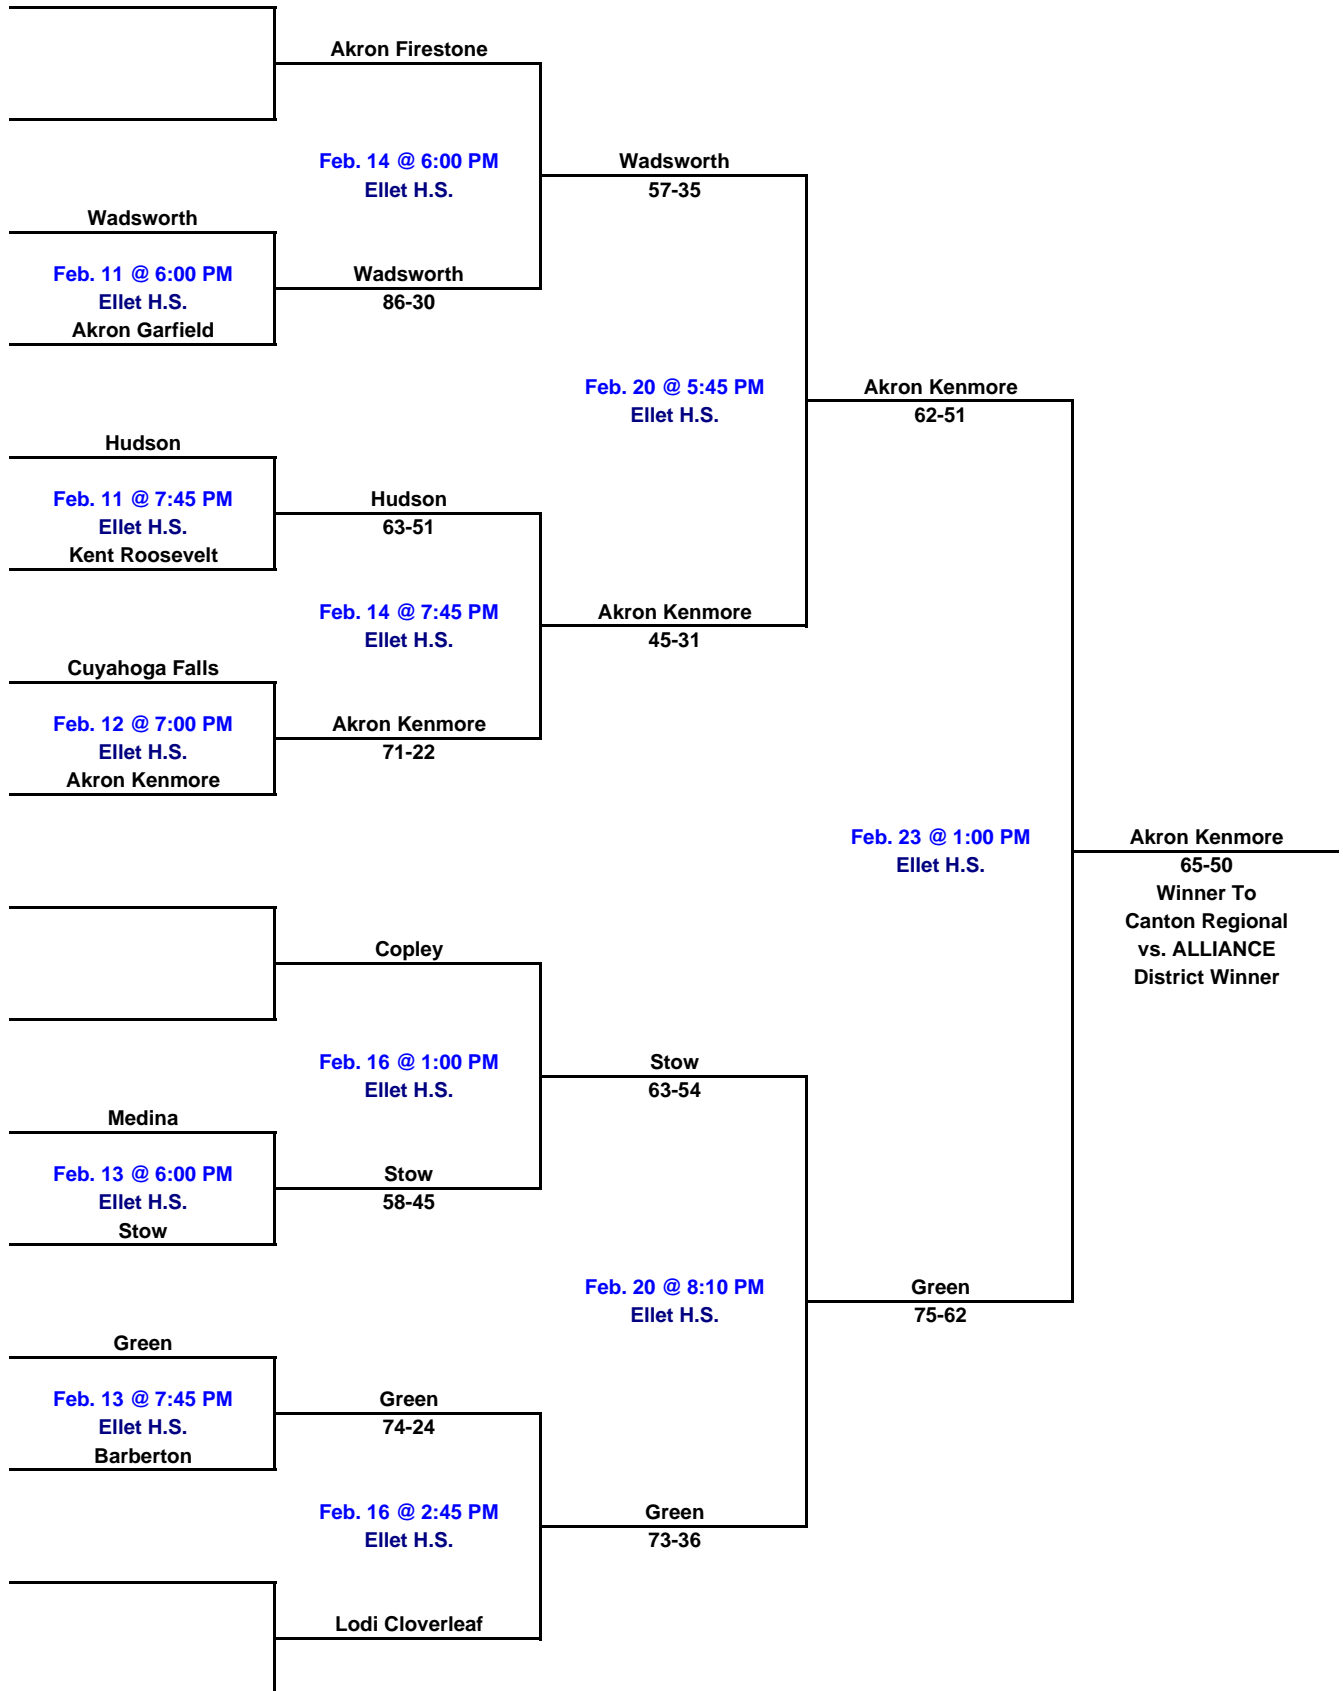 Akron Firestone
Feb. 14 @ 6:00 PM
Ellet H.S.
Wadsworth
57-35
Wadsworth
Feb. 11 @ 6:00 PM
Ellet H.S.
Akron Garfield
Wadsworth
86-30
Feb. 20 @ 5:45 PM
Ellet H.S.
Akron Kenmore
62-51
Hudson
Feb. 11 @ 7:45 PM
Ellet H.S.
Kent Roosevelt
Hudson
63-51
Feb. 14 @ 7:45 PM
Ellet H.S.
Akron Kenmore
45-31
Cuyahoga Falls
Feb. 12 @ 7:00 PM
Ellet H.S.
Akron Kenmore
Akron Kenmore
71-22
Feb. 23 @ 1:00 PM
Ellet H.S.
Akron Kenmore
65-50
Winner To
Canton Regional
vs. ALLIANCE
District Winner
Copley
Feb. 16 @ 1:00 PM
Ellet H.S.
Stow
63-54
Medina
Feb. 13 @ 6:00 PM
Ellet H.S.
Stow
Stow
58-45
Feb. 20 @ 8:10 PM
Ellet H.S.
Green
75-62
Green
Feb. 13 @ 7:45 PM
Ellet H.S.
Barberton
Green
74-24
Feb. 16 @ 2:45 PM
Ellet H.S.
Green
73-36
Lodi Cloverleaf